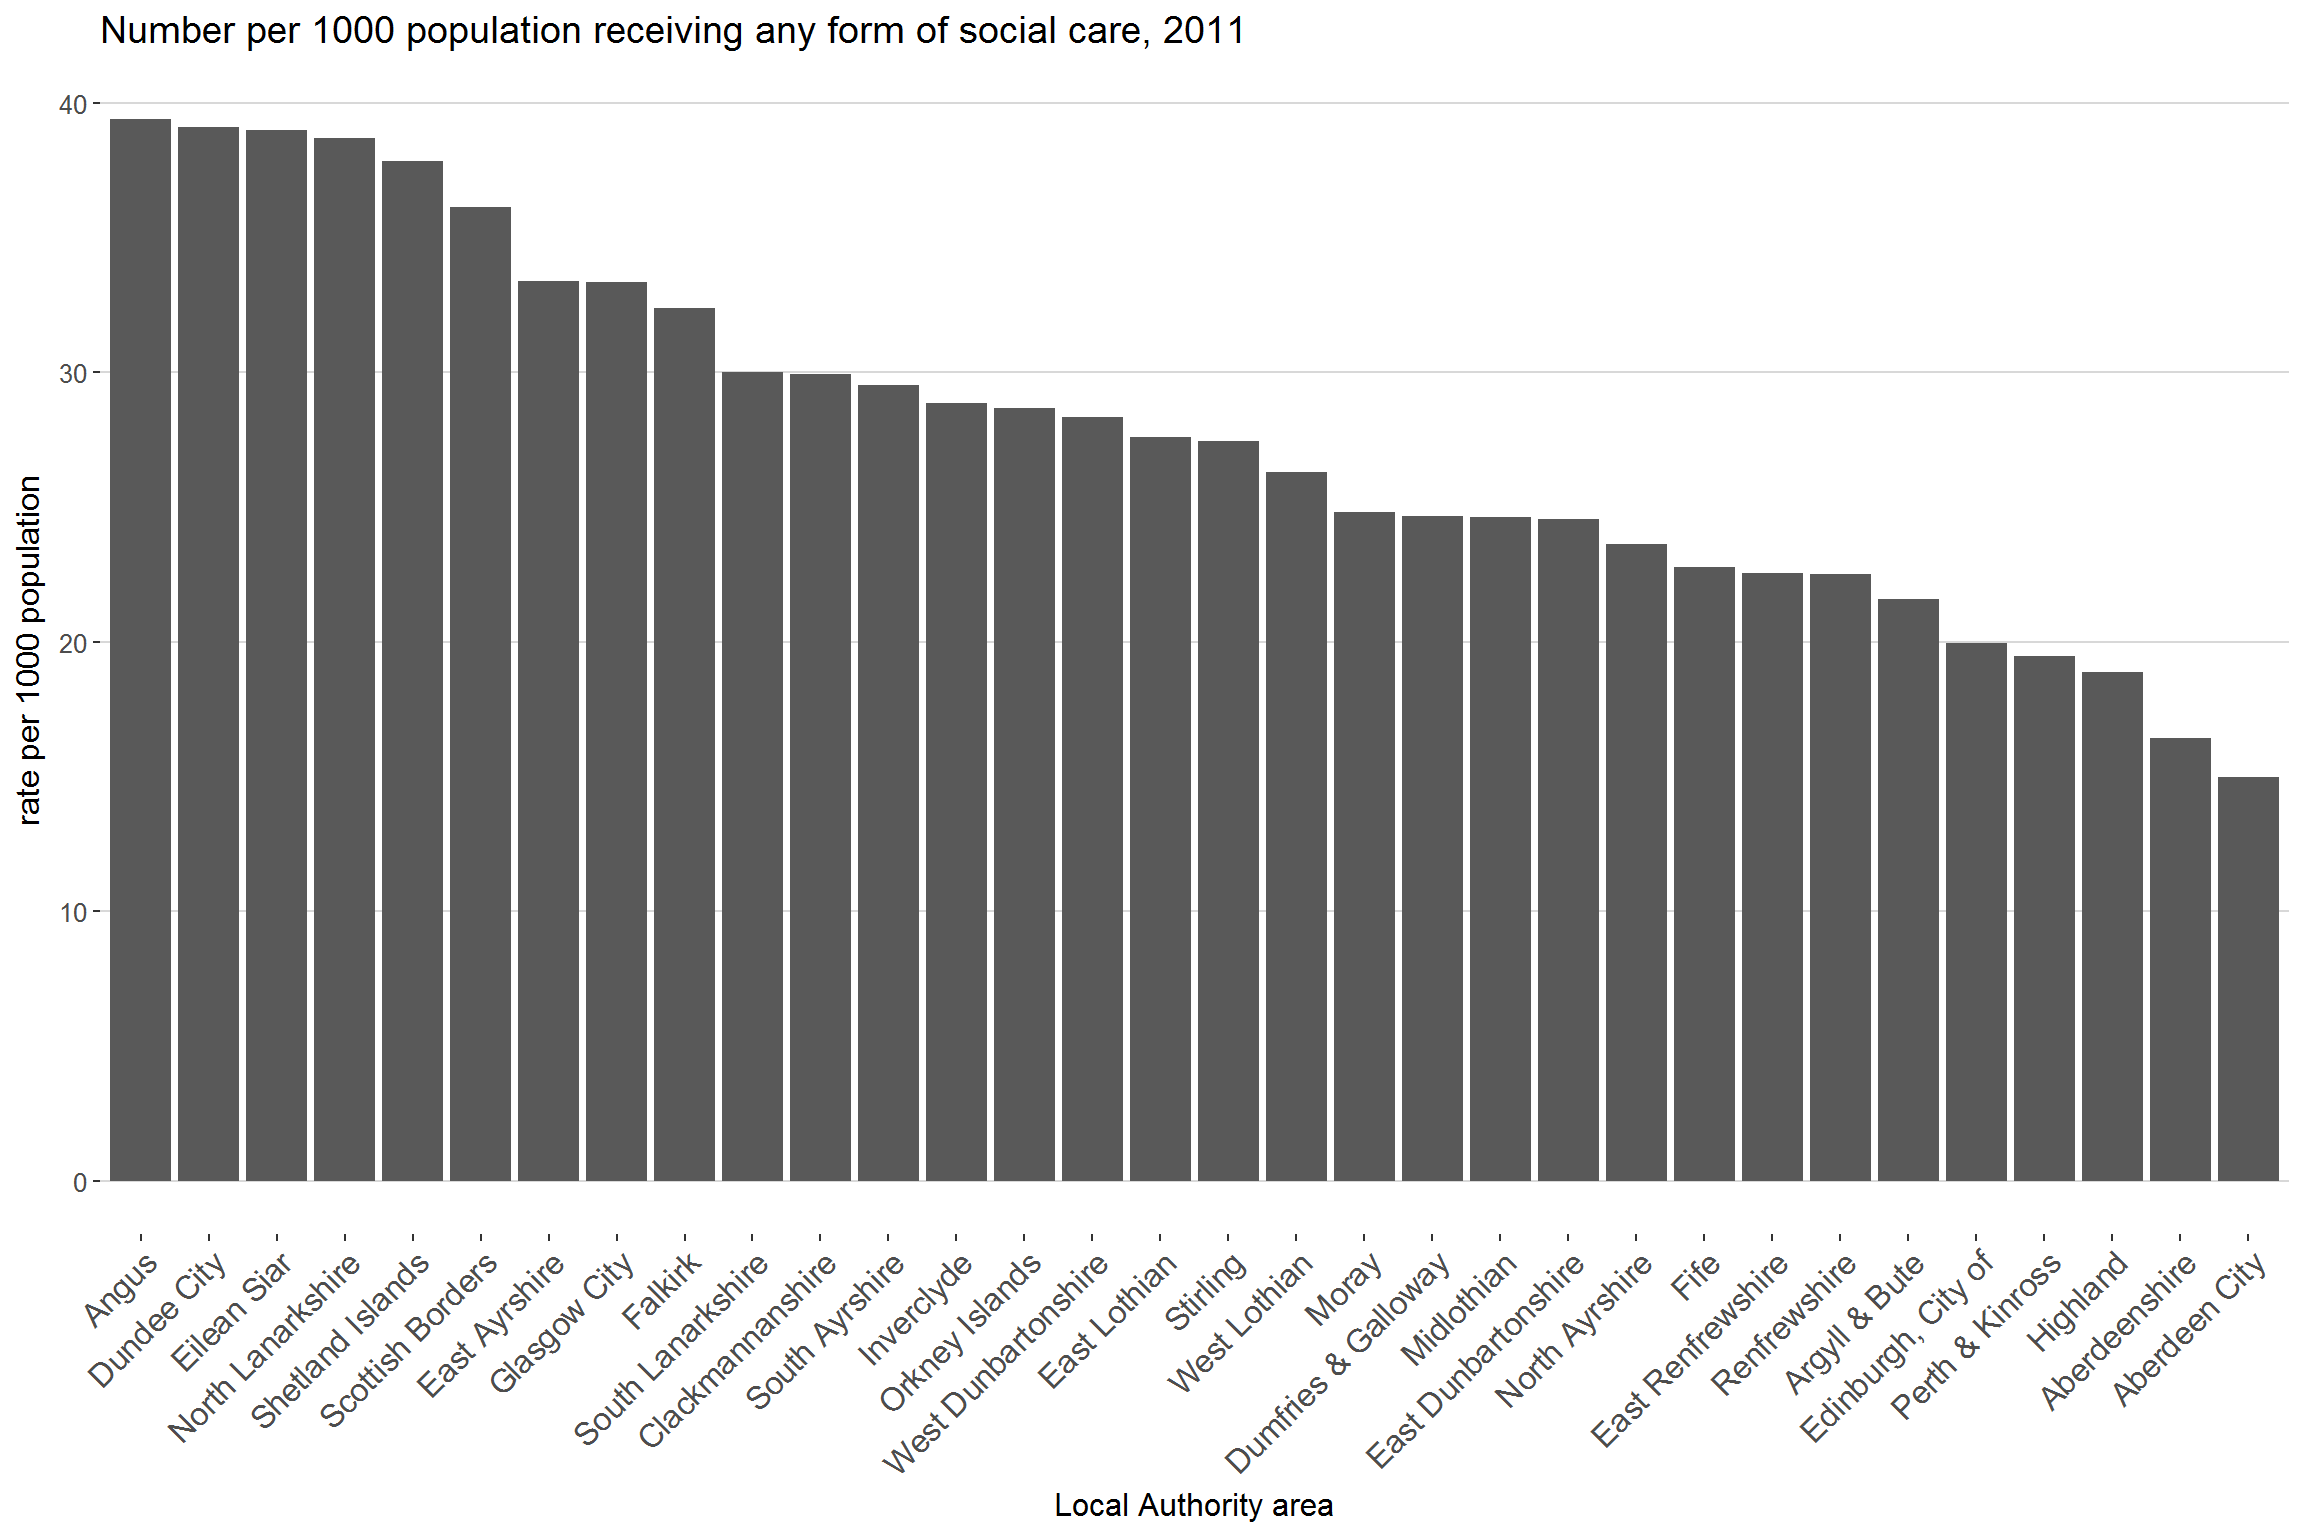 Number per 1000 population receiving any form of social care, 2011
rate per 1000 population
40
30
20
10
0
Angus
Dundee City
Eilean Siar
North Lanarkshire
Shetland Islands
Scottish Borders
East Ayrshire
Glasgow City
Falkirk
South Lanarkshire
Clackmannanshire
South Ayrshire
Inverclyde
Orkney Islands
West Dunbartonshire
East Lothian
Stirling
West Lothian
Moray
Dumfries & Galloway
Midlothian
East Dunbartonshire
North Ayrshire
Fife
East Renfrewshire
Renfrewshire
Argyll & Bute
Edinburgh, City of
Perth & Kinross
Highland
Aberdeenshire
Aberdeen City
Local Authority area